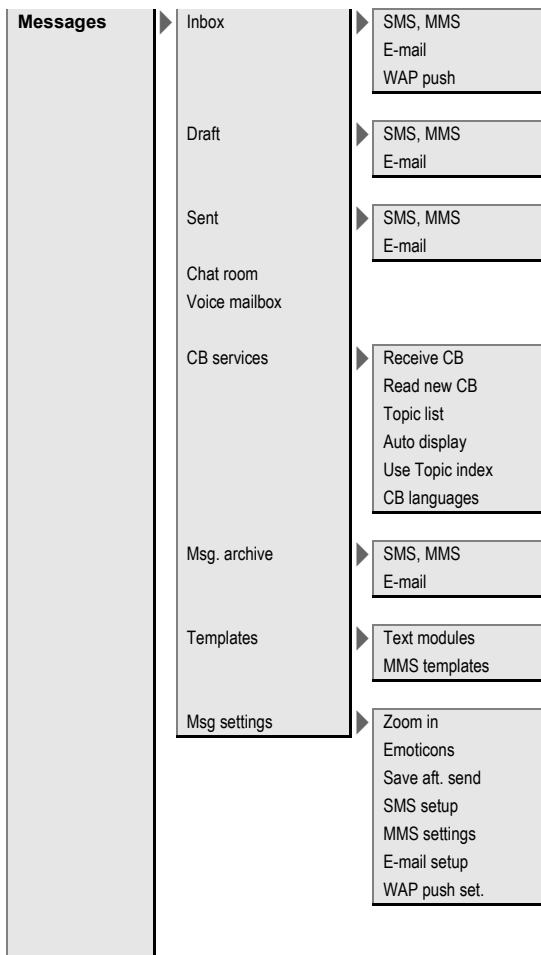 Messages
Inbox
SMS, MMS
E-mail
WAP push
Draft
SMS, MMS
E-mail
Sent
SMS, MMS
E-mail
Chat room
Voice mailbox
CB services
Receive CB
Read new CB
Topic list
Auto display
Use Topic index
CB languages
Msg. archive
SMS, MMS
E-mail
Templates
Text modules
MMS templates
Msg settings
Zoom in
Emoticons
Save aft. send
SMS setup
MMS settings
E-mail setup
WAP push set.